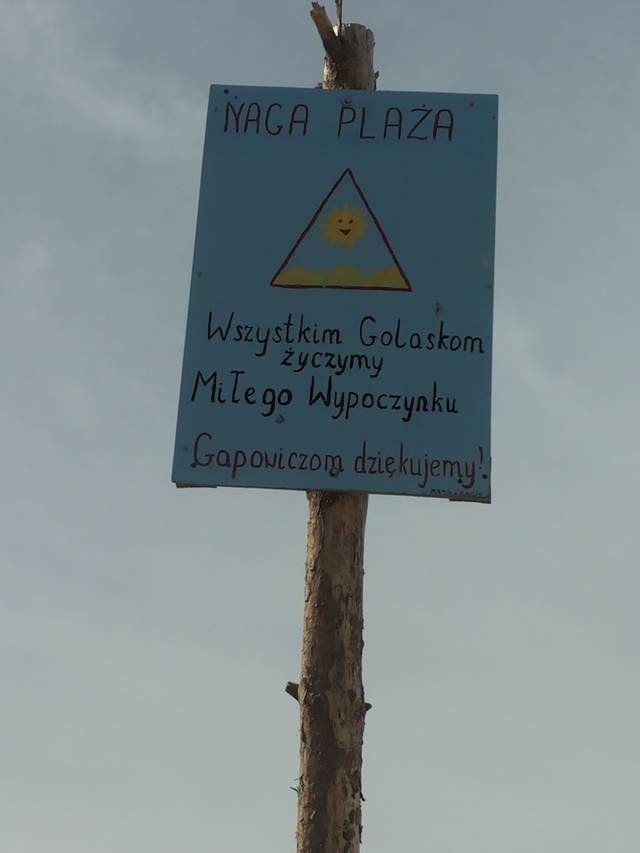 NAGA PLAŻA
Wszystkim Golaskom
życzymy
Miłego Wypoczynku
Gapowiczom dziękujemy!